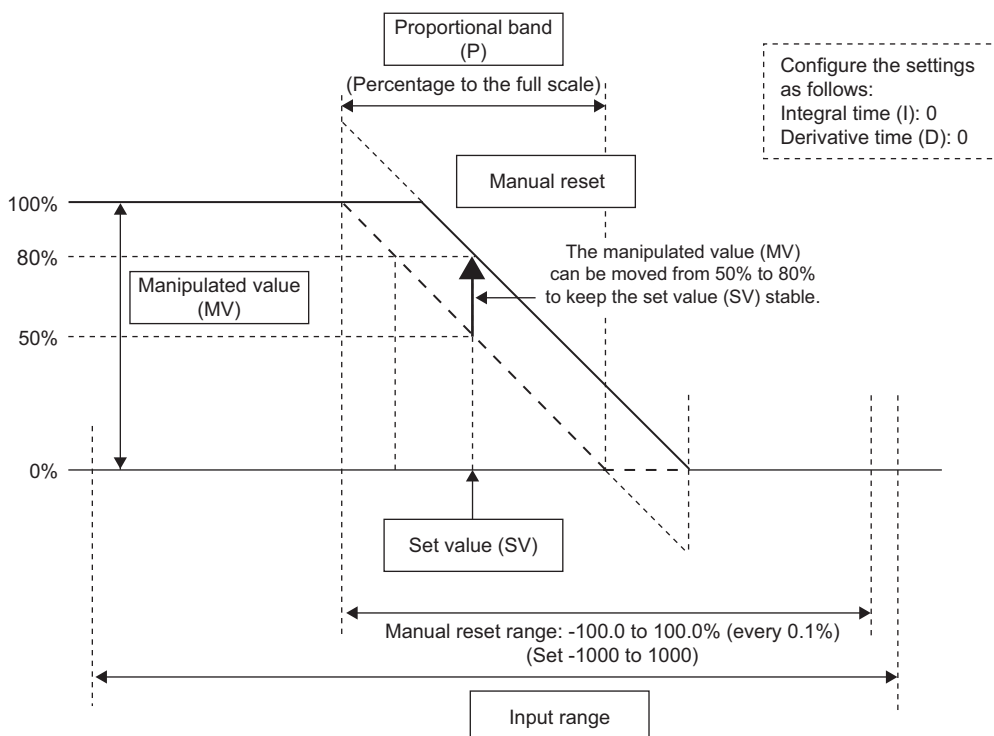 Proportional band
(P)
(Percentage to the full scale)
Configure the settings
as follows:
Integral time (I): 0
Derivative time (D): 0
Manual reset
100%
80%
The manipulated value (MV)
can be moved from 50% to 80%
to keep the set value (SV) stable.
Manipulated value
(MV)
50%
0%
Set value (SV)
Manual reset range: -100.0 to 100.0% (every 0.1%)
(Set -1000 to 1000)
Input range